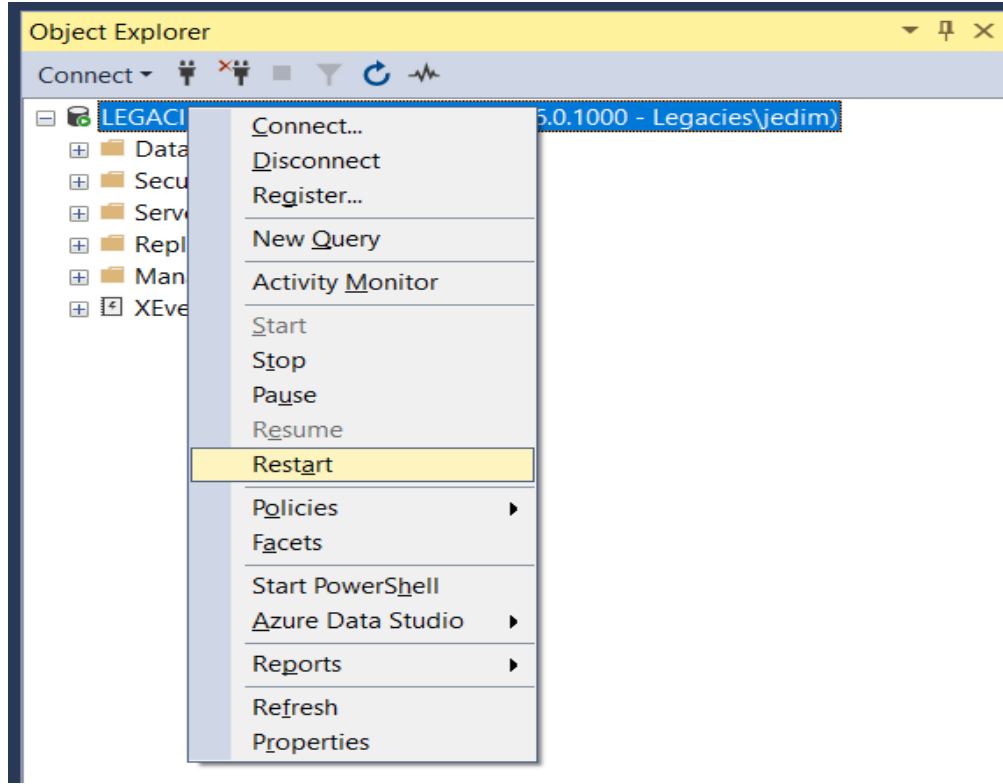 Object Explorer
Connect
LEGACI 5.0.1000 - Legacies\jedim)
Data
Secu
Serv
Repl
Man
XEve
Connect...
Disconnect
Register...
New Query
Activity Monitor
Start
Stop
Pause
Resume
Restart
Policies
Facets
Start PowerShell
Azure Data Studio
Reports
Refresh
Properties